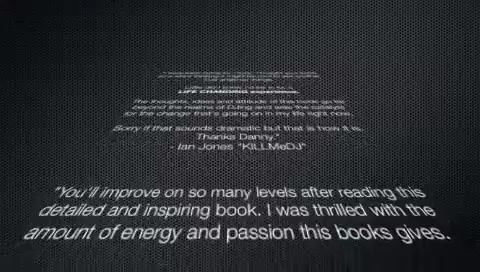 LIFE CHANGING experience.
The thoughts, ideas and attitude of this book go far
beyond the realms of DJing and was the catalyst
for the change that's going on in my life right now.
Sorry if that sounds dramatic but that is how it is.
Thanks Danny."
- Ian Jones "KILLMeDJ"
"You'll improve on so many levels after reading this
detailed and inspiring book. I was thrilled with the
amount of energy and passion this books gives.